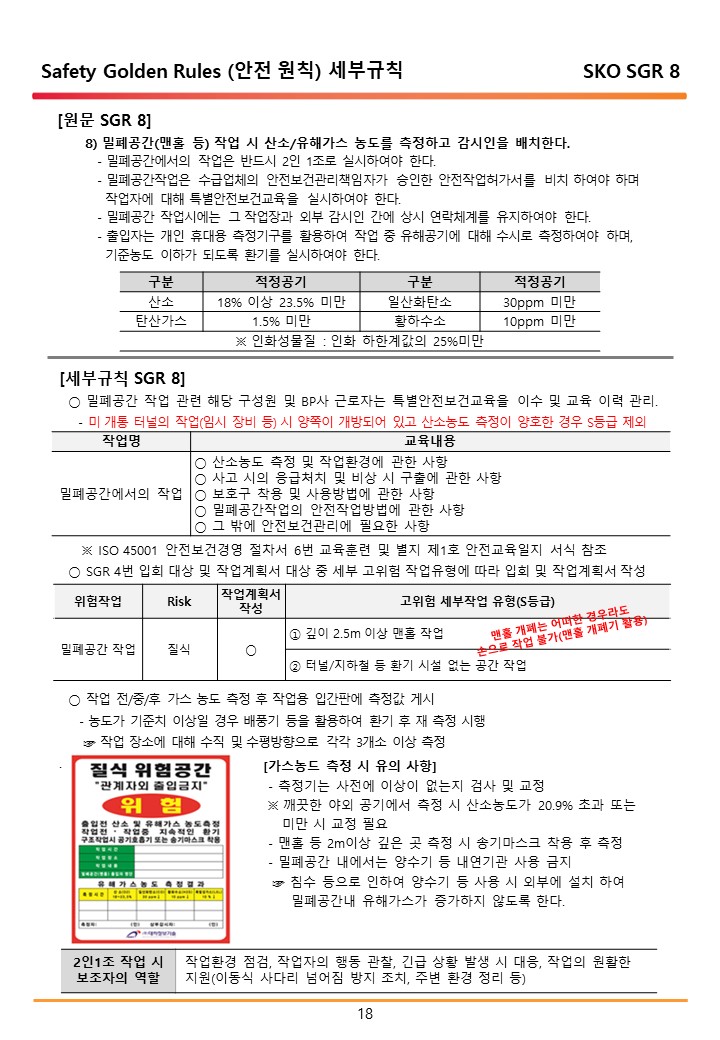 Safety Golden Rules (안전 원칙) 세부규칙 SKO SGR 8
[원문 SGR 8]
8) 밀폐공간(맨홀 등) 작업 시 산소/유해가스 농도를 측정하고 감시인을 배치한다.
- 밀폐공간에서의 작업은 반드시 2인 1조로 실시하여야 한다.
- 밀폐공간작업은 수급업체의 안전보건관리책임자가 승인한 안전작업허가서를 비치 하여야 하며
작업자에 대해 특별안전보건교육을 실시하여야 한다.
- 밀폐공간 작업시에는 그 작업장과 외부 감시인 간에 상시 연락체계를 유지하여야 한다.
- 출입자는 개인 휴대용 측정기구를 활용하여 작업 중 유해공기에 대해 수시로 측정하여야 하며,
기준농도 이하가 되도록 환기를 실시하여야 한다.
구분 적정공기 구분 적정공기
산소 18% 이상 23.5% 미만 일산화탄소 30ppm 미만
탄산가스 1.5% 미만 황하수소 10ppm 미만
※ 인화성물질 : 인화 하한계값의 25%미만
[세부규칙 SGR 8]
○ 밀폐공간 작업 관련 해당 구성원 및 BP사 근로자는 특별안전보건교육을 이수 및 교육 이력 관리.
- 미 개통 터널의 작업(임시 장비 등) 시 양쪽이 개방되어 있고 산소농도 측정이 양호한 경우 S등급 제외
작업명 교육내용
밀폐공간에서의 작업
○ 산소농도 측정 및 작업환경에 관한 사항
○ 사고 시의 응급처치 및 비상 시 구출에 관한 사항
○ 보호구 착용 및 사용방법에 관한 사항
○ 밀폐공간작업의 안전작업방법에 관한 사항
○ 그 밖에 안전보건관리에 필요한 사항
※ ISO 45001 안전보건경영 절차서 6번 교육훈련 및 별지 제1호 안전교육일지 서식 참조
○ SGR 4번 입회 대상 및 작업계획서 대상 중 세부 고위험 작업유형에 따라 입회 및 작업계획서 작성
위험작업 Risk 작업계획서 작성 고위험 세부작업 유형(S등급)
밀폐공간 작업 질식 ○
① 깊이 2.5m 이상 맨홀 작업
맨홀 개폐는 어떠한 경우라도
손으로 작업 불가(맨홀 개폐기 활용)
② 터널/지하철 등 환기 시설 없는 공간 작업
○ 작업 전/중/후 가스 농도 측정 후 작업용 입간판에 측정값 게시
- 농도가 기준치 이상일 경우 배풍기 등을 활용하여 환기 후 재 측정 시행
☞ 작업 장소에 대해 수직 및 수평방향으로 각각 3개소 이상 측정
질식 위험공간
"관계자외 출입금지"
위 험
출입전 산소 및 유해가스 농도측정
작업전 · 작업중 지속적인 환기
구조작업시 공기호흡기 또는 송기마스크 착용
작업시간
작업장소
작업내용
유해가스농도 측정결과
[가스농도 측정 시 유의 사항]
- 측정기는 사전에 이상이 없는지 검사 및 교정
※ 깨끗한 야외 공기에서 측정 시 산소농도가 20.9% 초과 또는
미만 시 교정 필요
- 맨홀 등 2m이상 깊은 곳 측정 시 송기마스크 착용 후 측정
- 밀폐공간 내에서는 양수기 등 내연기관 사용 금지
☞ 침수 등으로 인하여 양수기 등 사용 시 외부에 설치 하여
밀폐공간내 유해가스가 증가하지 않도록 한다.
2인1조 작업 시
보조자의 역할
작업환경 점검, 작업자의 행동 관찰, 긴급 상황 발생 시 대응, 작업의 원활한
지원(이동식 사다리 넘어짐 방지 조치, 주변 환경 정리 등)
18